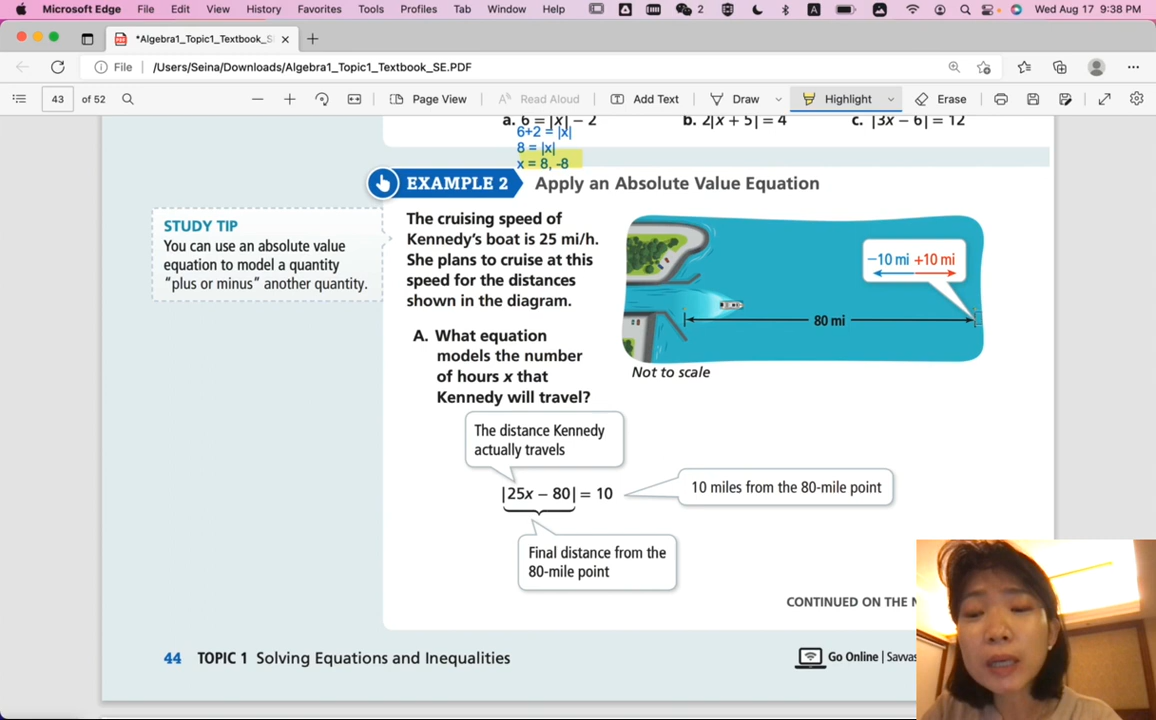 Microsoft Edge File Edit View History Favorites Tools Profiles Tab Window Help 2 A Wed Aug 17 9:38 PM
*Algebra1_Topic1_Textbook_S
File /Users/Seina/Downloads/Algebra1_Topic1_Textbook_SE.PDF
43 of 52 Page View Read Aloud Add Text Draw Highlight Erase
a. 6 = |x| − 2 b. 2|x + 5| = 4 c. |3x − 6| = 12
6+2 = |x|
8 = |x|
x = 8, -8
EXAMPLE 2 Apply an Absolute Value Equation
STUDY TIP
You can use an absolute value
equation to model a quantity
“plus or minus” another quantity.
The cruising speed of
Kennedy’s boat is 25 mi/h.
She plans to cruise at this
speed for the distances
shown in the diagram.
−10 mi +10 mi
80 mi
Not to scale
A. What equation
models the number
of hours x that
Kennedy will travel?
The distance Kennedy
actually travels
|25x − 80| = 10
10 miles from the 80-mile point
Final distance from the
80-mile point
CONTINUED ON THE
44 TOPIC 1 Solving Equations and Inequalities
Go Online | Savvas